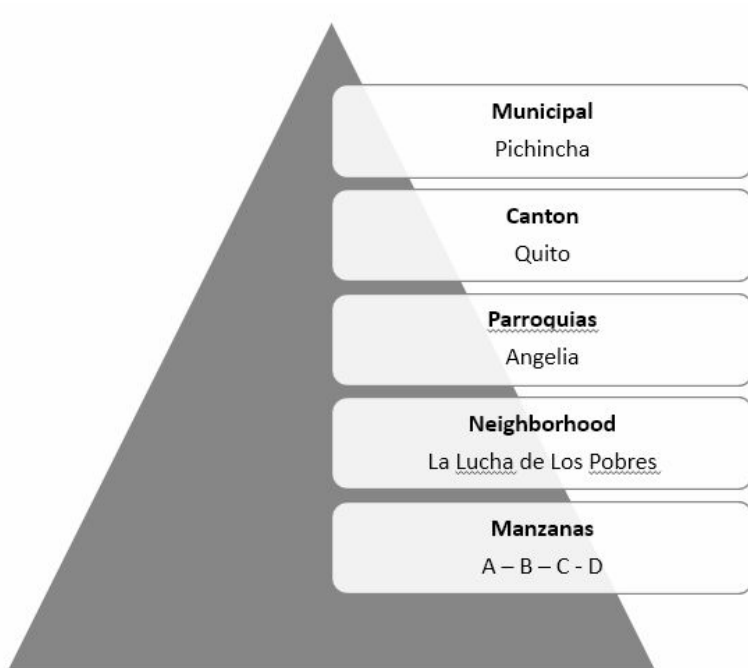 Municipal
Pichincha
Canton
Quito
Parroquias
Angelia
Neighborhood
La Lucha de Los Pobres
Manzanas
A – B – C - D